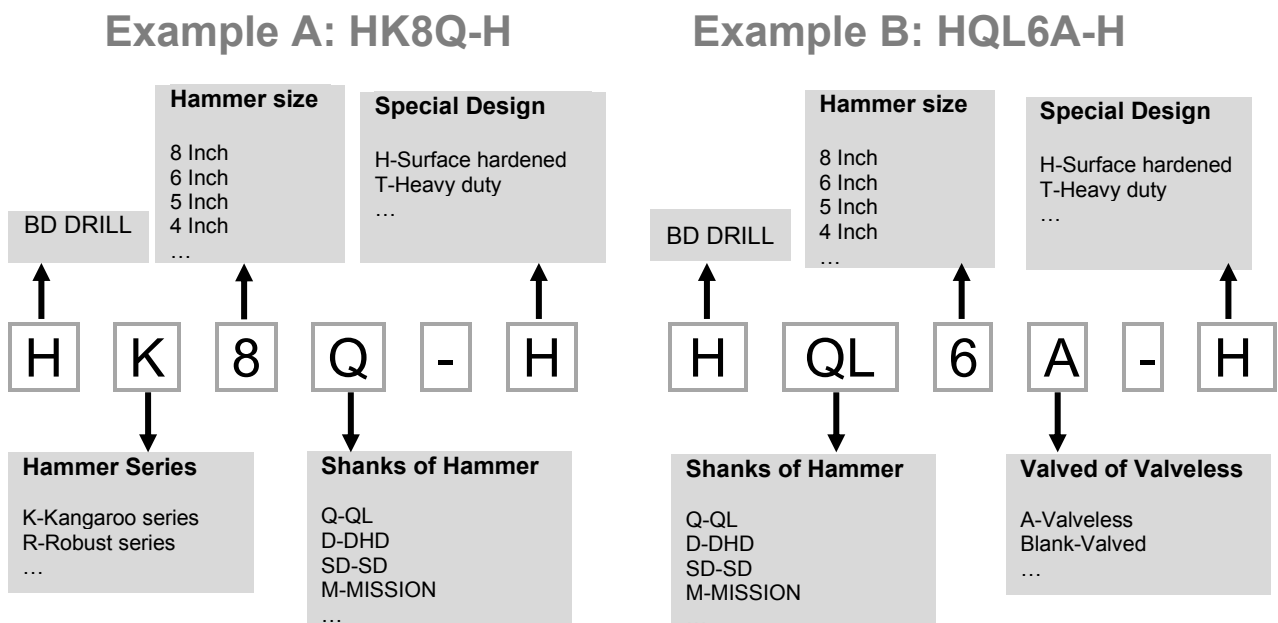 Example A: HK8Q-H
Hammer size
8 Inch
6 Inch
5 Inch
4 Inch
…
Special Design
H-Surface hardened
T-Heavy duty
…
BD DRILL
H K 8 Q - H
Hammer Series
K-Kangaroo series
R-Robust series
…
Shanks of Hammer
Q-QL
D-DHD
SD-SD
M-MISSION
…
Example B: HQL6A-H
Hammer size
8 Inch
6 Inch
5 Inch
4 Inch
…
Special Design
H-Surface hardened
T-Heavy duty
…
BD DRILL
H QL 6 A - H
Shanks of Hammer
Q-QL
D-DHD
SD-SD
M-MISSION
Valved of Valveless
A-Valveless
Blank-Valved
…